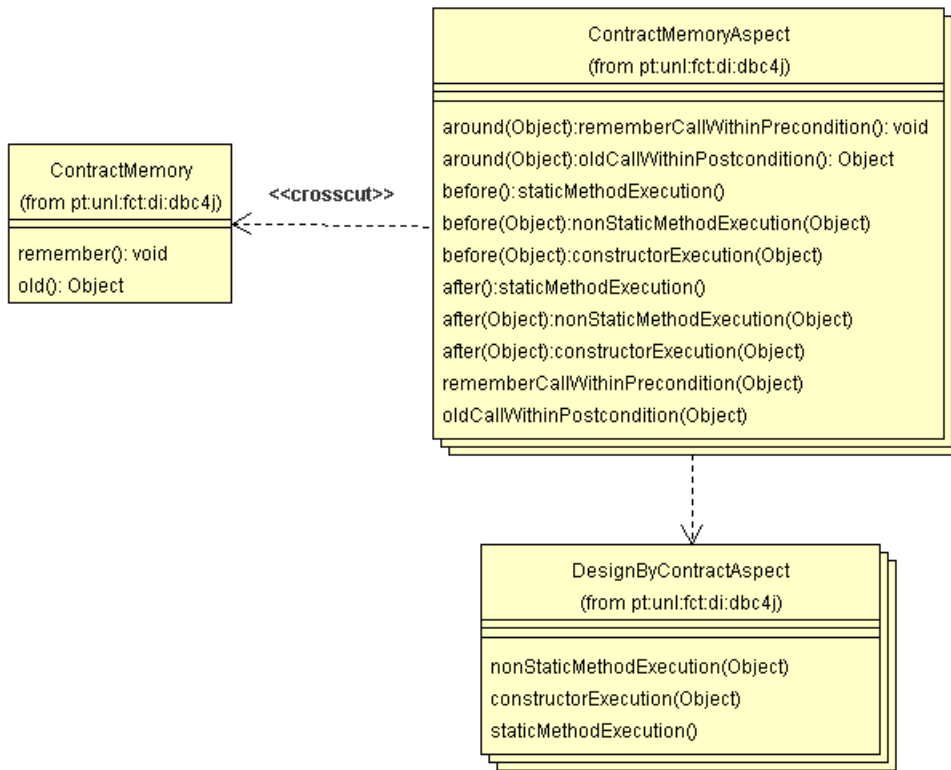 ContractMemoryAspect
(from pt:unl:fct:di:dbc4j)
around(Object):rememberCallWithinPrecondition(): void
around(Object):oldCallWithinPostcondition(): Object
before():staticMethodExecution()
before(Object):nonStaticMethodExecution(Object)
before(Object):constructorExecution(Object)
after():staticMethodExecution()
after(Object):nonStaticMethodExecution(Object)
after(Object):constructorExecution(Object)
rememberCallWithinPrecondition(Object)
oldCallWithinPostcondition(Object)
ContractMemory
(from pt:unl:fct:di:dbc4j)
remember(): void
old(): Object
<<crosscut>>
DesignByContractAspect
(from pt:unl:fct:di:dbc4j)
nonStaticMethodExecution(Object)
constructorExecution(Object)
staticMethodExecution()